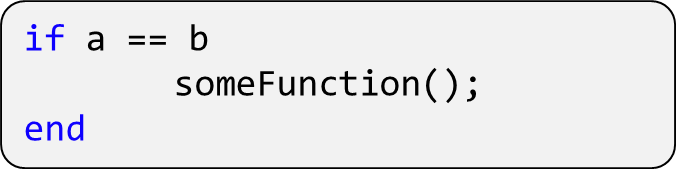 if a == b
        someFunction();
end